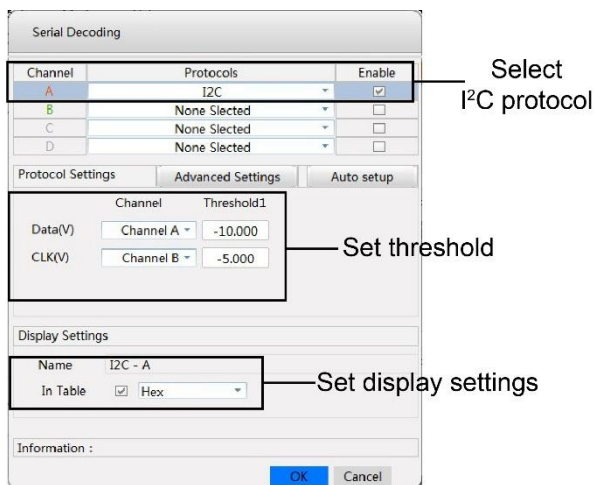 Serial Decoding
Channel Protocols Enable
A I2C
B None Slected
C None Slected
D None Slected
Select
I²C protocol
Protocol Settings Advanced Settings Auto setup
Channel Threshold1
Data(V) Channel A -10.000
CLK(V) Channel B -5.000
Set threshold
Display Settings
Name I2C - A
In Table Hex
Set display settings
Information :
OK Cancel